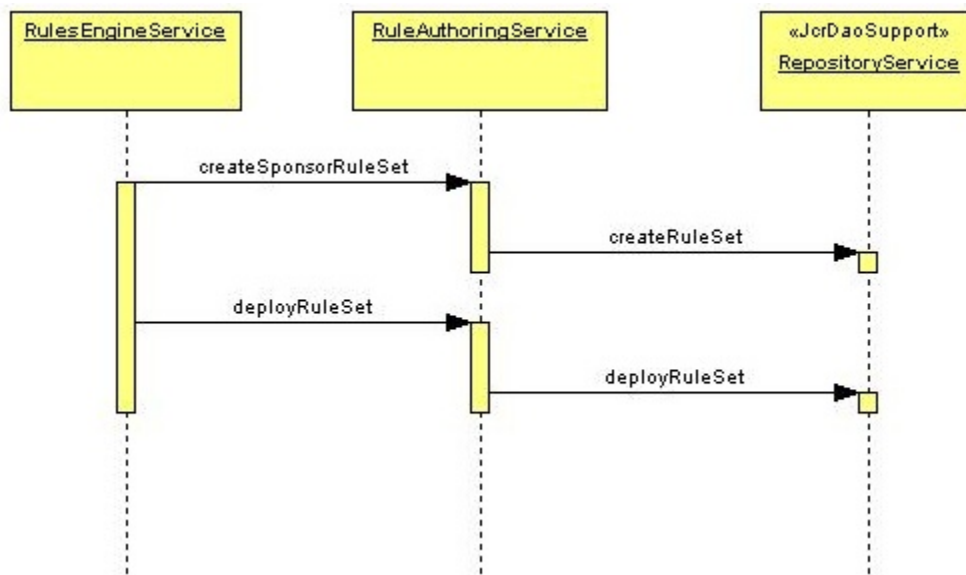 RulesEngineService
RuleAuthoringService
«JcrDaoSupport»
RepositoryService
createSponsorRuleSet
createRuleSet
deployRuleSet
deployRuleSet